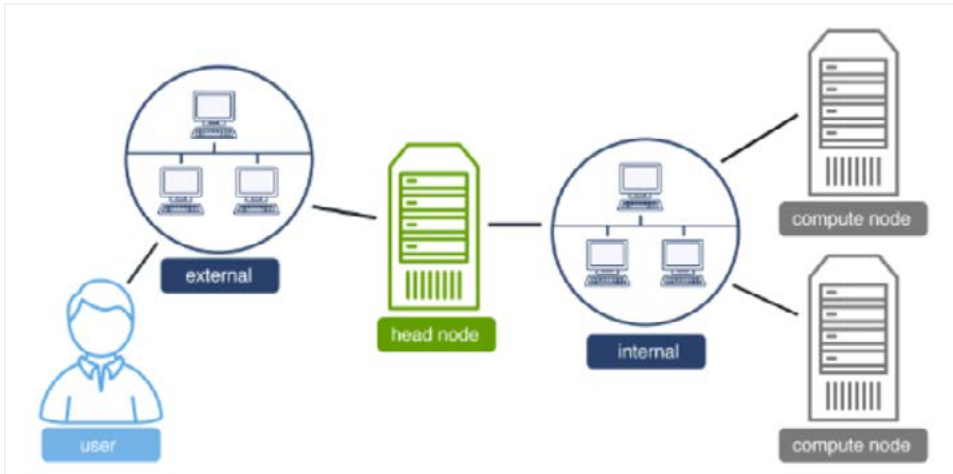 external
user
head node
internal
compute node
compute node